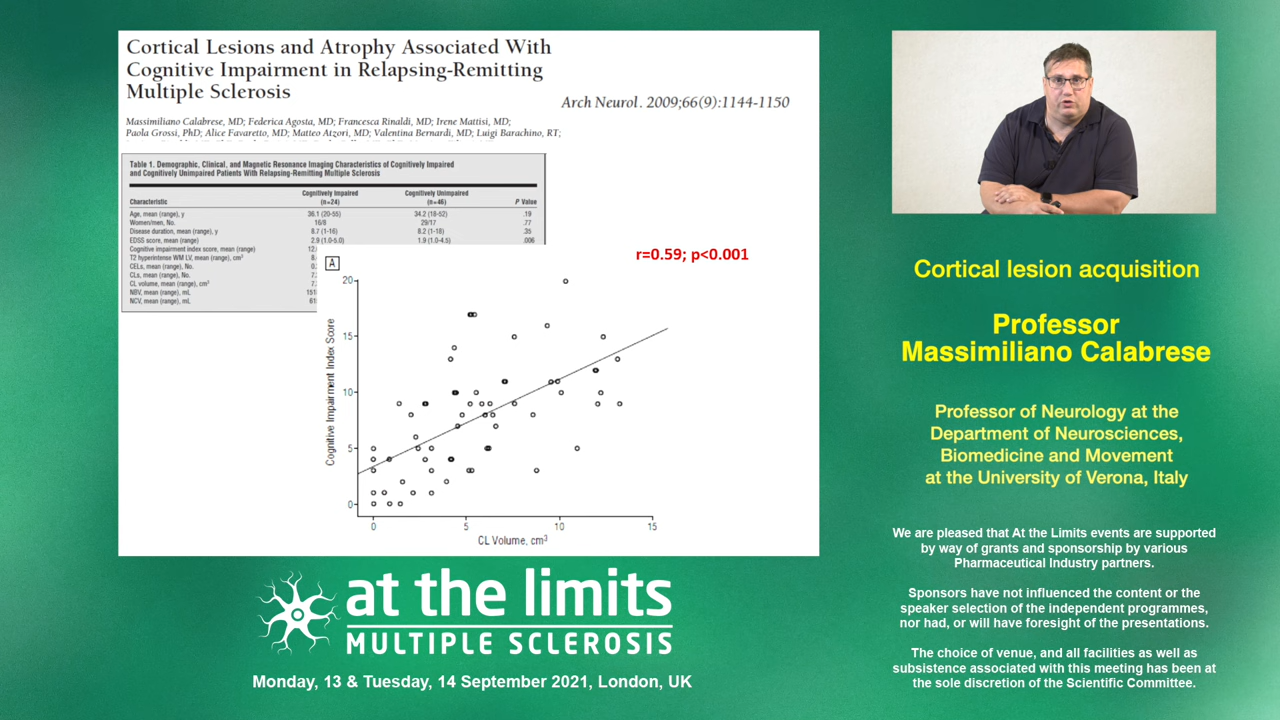 Cortical Lesions and Atrophy Associated With
Cognitive Impairment in Relapsing-Remitting
Multiple Sclerosis
Arch Neurol. 2009;66(9):1144-1150
Massimiliano Calabrese, MD; Federica Agosta, MD; Francesca Rinaldi, MD; Irene Mattisi, MD;
Paola Grossi, PhD; Alice Favaretto, MD; Matteo Atzori, MD; Valentina Bernardi, MD; Luigi Barachino, RT;
Table 1. Demographic, Clinical, and Magnetic Resonance Imaging Characteristics of Cognitively Impaired
and Cognitively Unimpaired Patients With Relapsing-Remitting Multiple Sclerosis
Cognitively Impaired Cognitively Unimpaired
Characteristic (n=24) (n=46) P Value
Age, mean (range), y 36.1 (20-55) 34.2 (18-52) .19
Women/men, No. 16/8 29/17 .77
Disease duration, mean (range), y 8.7 (1-16) 8.2 (1-18) .35
EDSS score, mean (range) 2.9 (1.0-5.0) 1.9 (1.0-4.5) .006
Cognitive impairment index score, mean (range)
T2 hyperintense WM LV, mean (range), cm³
CELs, mean (range), No.
CLs, mean (range), No.
CL volume, mean (range), cm³
NBV, mean (range), mL
NCV, mean (range), mL
r=0.59; p<0.001
A
Cognitive Impairment Index Score
20
15
10
5
0
0 5 10 15
CL Volume, cm³
Cortical lesion acquisition
Professor
Massimiliano Calabrese
Professor of Neurology at the
Department of Neurosciences,
Biomedicine and Movement
at the University of Verona, Italy
We are pleased that At the Limits events are supported
by way of grants and sponsorship by various
Pharmaceutical Industry partners.
Sponsors have not influenced the content or the
speaker selection of the independent programmes,
nor had, or will have foresight of the presentations.
The choice of venue, and all facilities as well as
subsistence associated with this meeting has been at
the sole discretion of the Scientific Committee.
at the limits
MULTIPLE SCLEROSIS
Monday, 13 & Tuesday, 14 September 2021, London, UK